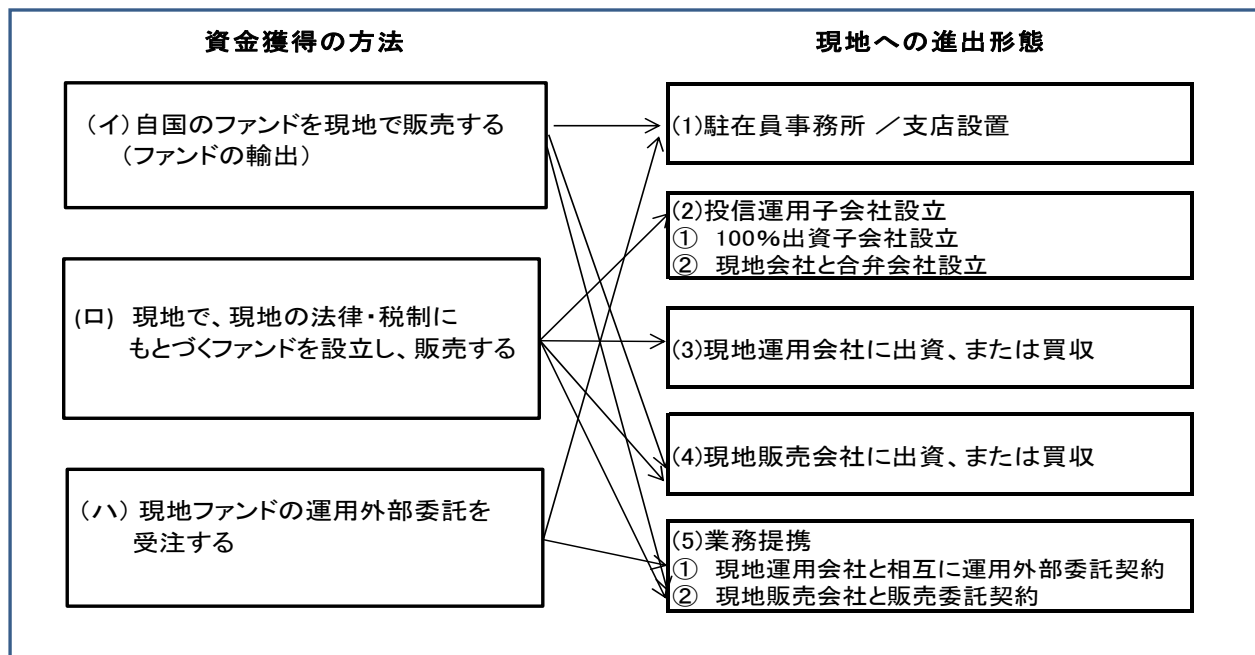 資金獲得の方法
現地への進出形態
(イ) 自国のファンドを現地で販売する
(ファンドの輸出)
(ロ) 現地で、現地の法律・税制に
もとづくファンドを設立し、販売する
(ハ) 現地ファンドの運用外部委託を
受注する
(1)駐在員事務所 /支店設置
(2)投信運用子会社設立
① 100%出資子会社設立
② 現地会社と合弁会社設立
(3)現地運用会社に出資、または買収
(4)現地販売会社に出資、または買収
(5)業務提携
① 現地運用会社と相互に運用外部委託契約
② 現地販売会社と販売委託契約